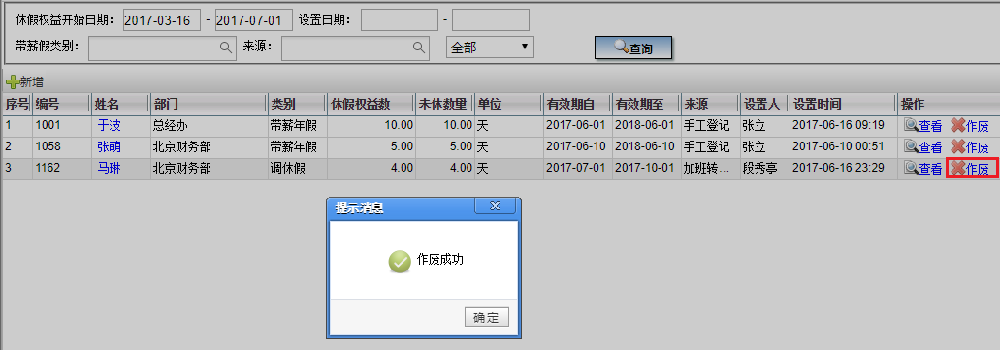 休假权益开始日期： 2017-03-16 - 2017-07-01 设置日期： -
带薪假类别： 来源： 全部 查询
新增
序号 编号 姓名 部门 类别 休假权益数 未休数量 单位 有效期自 有效期至 来源 设置人 设置时间 操作
1 1001 于波 总经办 带薪年假 10.00 10.00 天 2017-06-01 2018-06-01 手工登记 张立 2017-06-16 09:19 查看 作废
2 1058 张萌 北京财务部 带薪年假 5.00 5.00 天 2017-06-10 2018-06-10 手工登记 张立 2017-06-10 00:51 查看 作废
3 1162 马琳 北京财务部 调休假 4.00 4.00 天 2017-07-01 2017-10-01 加班转... 段秀亭 2017-06-16 23:29 查看 作废
提示消息 X
作废成功
确定